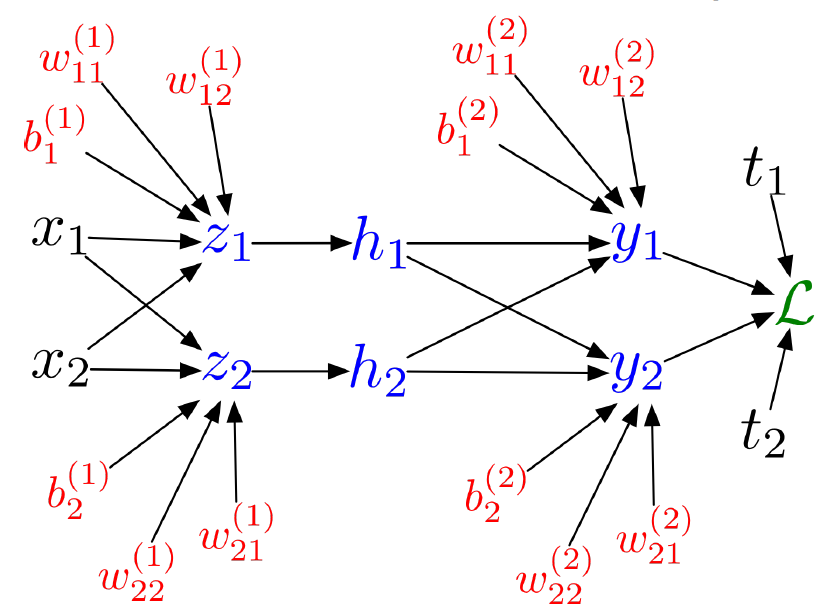 w_{11}^{(1)} w_{12}^{(1)} w_{11}^{(2)} w_{12}^{(2)}
b_1^{(1)} b_1^{(2)}
t_1
x_1 z_1 h_1 y_1
ℒ
x_2 z_2 h_2 y_2
t_2
b_2^{(1)} w_{21}^{(1)} b_2^{(2)} w_{21}^{(2)}
w_{22}^{(1)} w_{22}^{(2)}